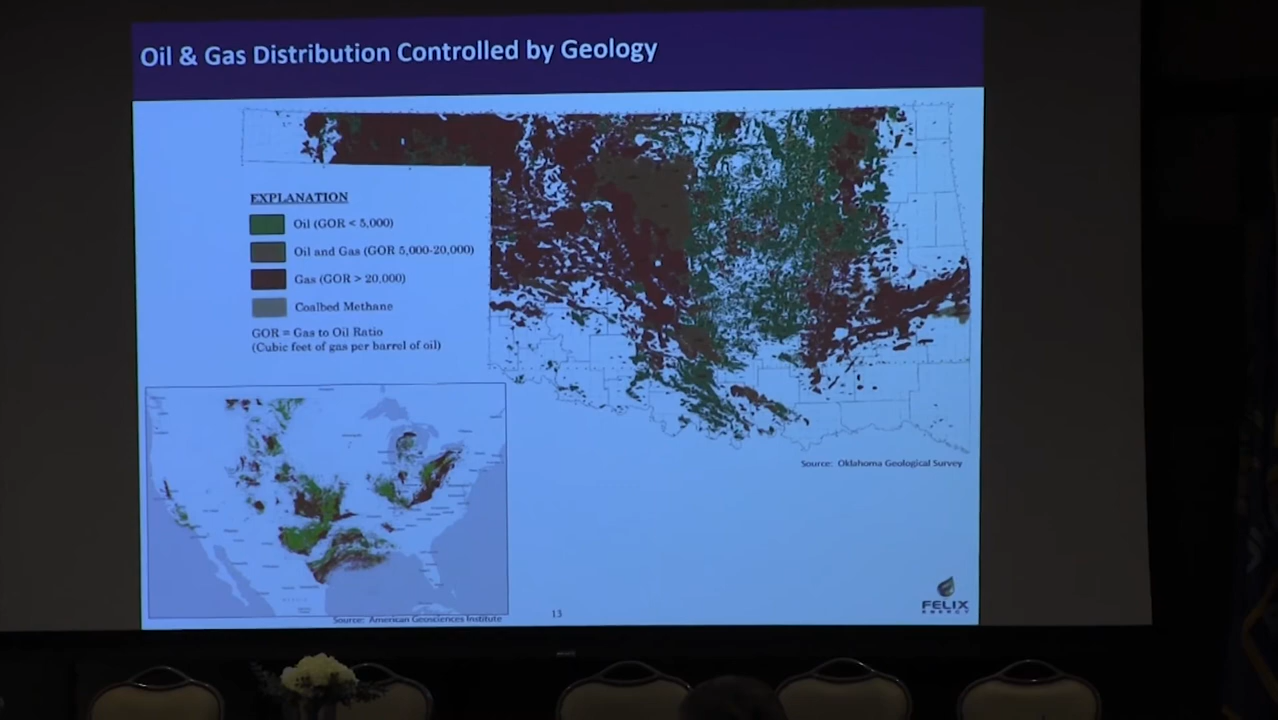 Oil & Gas Distribution Controlled by Geology
EXPLANATION
Oil (GOR < 5,000)
Oil and Gas (GOR 5,000-20,000)
Gas (GOR > 20,000)
Coalbed Methane
GOR = Gas to Oil Ratio
(Cubic feet of gas per barrel of oil)
Source: Oklahoma Geological Survey
Source: American Geosciences Institute
13
FELIX
ENERGY